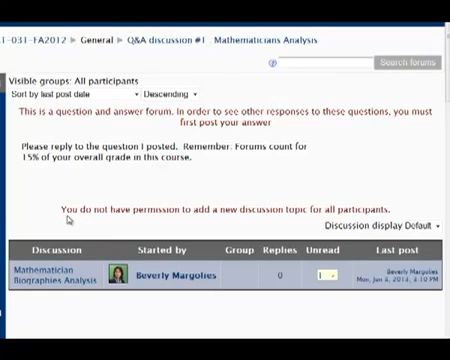 T-031-FA2012 ▸ General ▸ Q&A discussion #1 Mathematicians Analysis
Search forums
Visible groups: All participants
Sort by last post date Descending
This is a question and answer forum. In order to see other responses to these questions, you must
first post your answer
Please reply to the question I posted. Remember: Forums count for
15% of your overall grade in this course.
You do not have permission to add a new discussion topic for all participants.
Discussion display Default
Discussion Started by Group Replies Unread Last post
Mathematician
Biographies Analysis
Beverly Margolies 0 1
Beverly Margolies